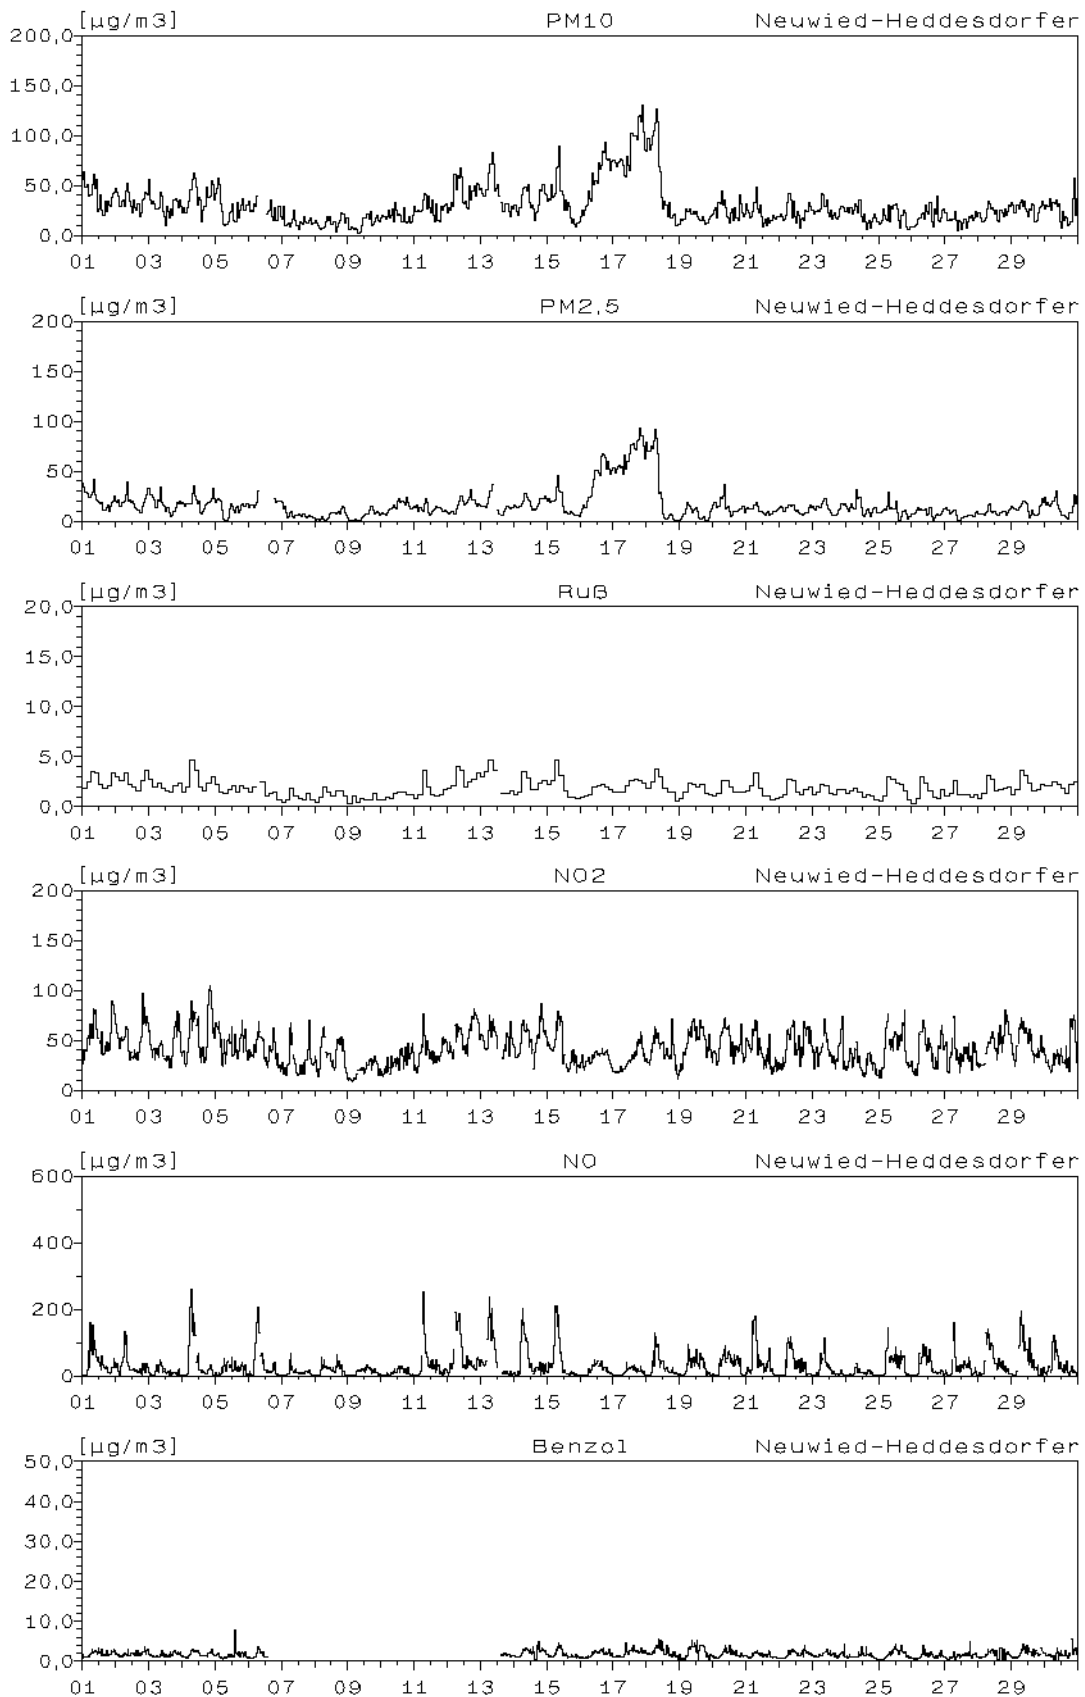 [µg/m3] PM10 Neuwied-Heddesdorfer
200,0
150,0
100,0
50,0
0,0
01 03 05 07 09 11 13 15 17 19 21 23 25 27 29
[µg/m3] PM2,5 Neuwied-Heddesdorfer
200
150
100
50
0
01 03 05 07 09 11 13 15 17 19 21 23 25 27 29
[µg/m3] Ruß Neuwied-Heddesdorfer
20,0
15,0
10,0
5,0
0,0
01 03 05 07 09 11 13 15 17 19 21 23 25 27 29
[µg/m3] NO2 Neuwied-Heddesdorfer
200
150
100
50
0
01 03 05 07 09 11 13 15 17 19 21 23 25 27 29
[µg/m3] NO Neuwied-Heddesdorfer
600
400
200
0
01 03 05 07 09 11 13 15 17 19 21 23 25 27 29
[µg/m3] Benzol Neuwied-Heddesdorfer
50,0
40,0
30,0
20,0
10,0
0,0
01 03 05 07 09 11 13 15 17 19 21 23 25 27 29